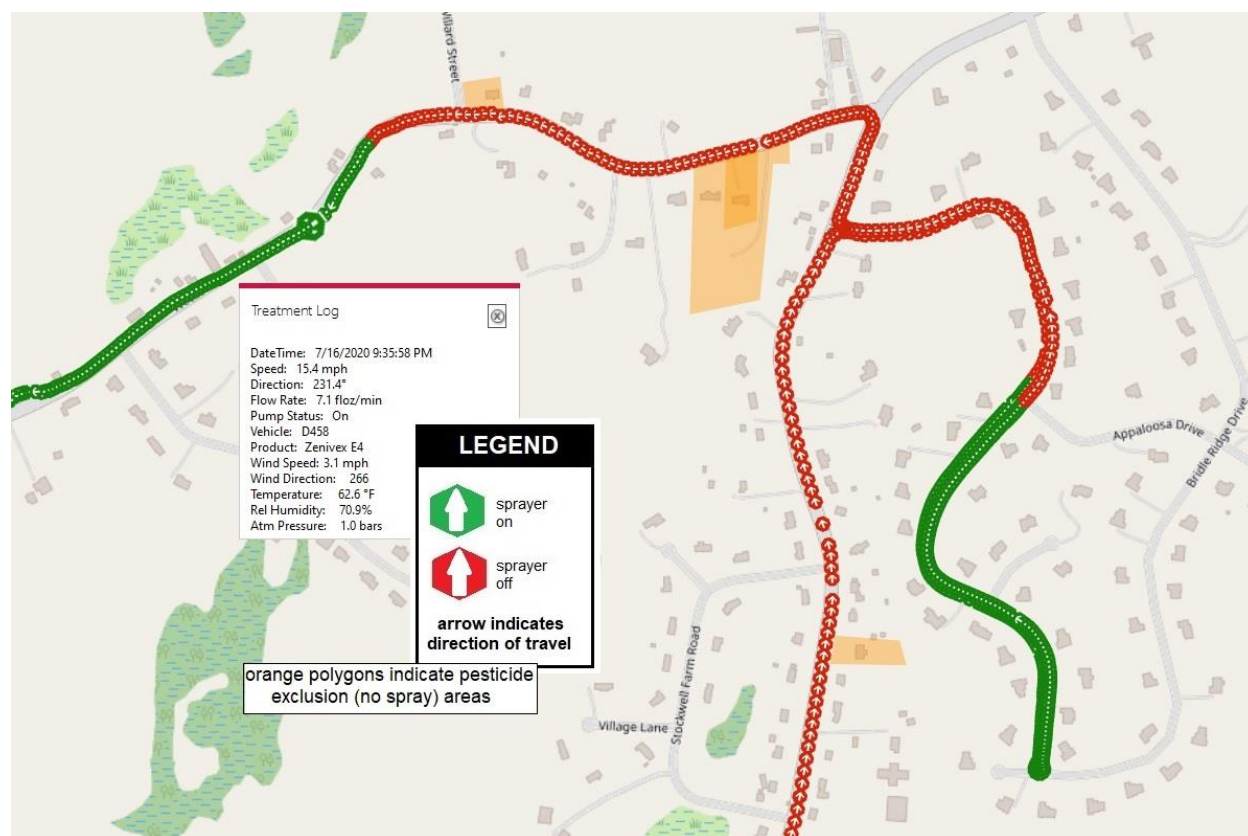 Willard Street
Treatment Log
DateTime: 7/16/2020 9:35:58 PM
Speed: 15.4 mph
Direction: 231.4°
Flow Rate: 7.1 floz/min
Pump Status: On
Vehicle: D458
Product: Zenivex E4
Wind Speed: 3.1 mph
Wind Direction: 266
Temperature: 62.6 °F
Rel Humidity: 70.9%
Atm Pressure: 1.0 bars
LEGEND
sprayer
on
sprayer
off
arrow indicates
direction of travel
orange polygons indicate pesticide
exclusion (no spray) areas
Appaloosa Drive
Bridle Ridge Drive
Stockwell Farm Road
Village Lane